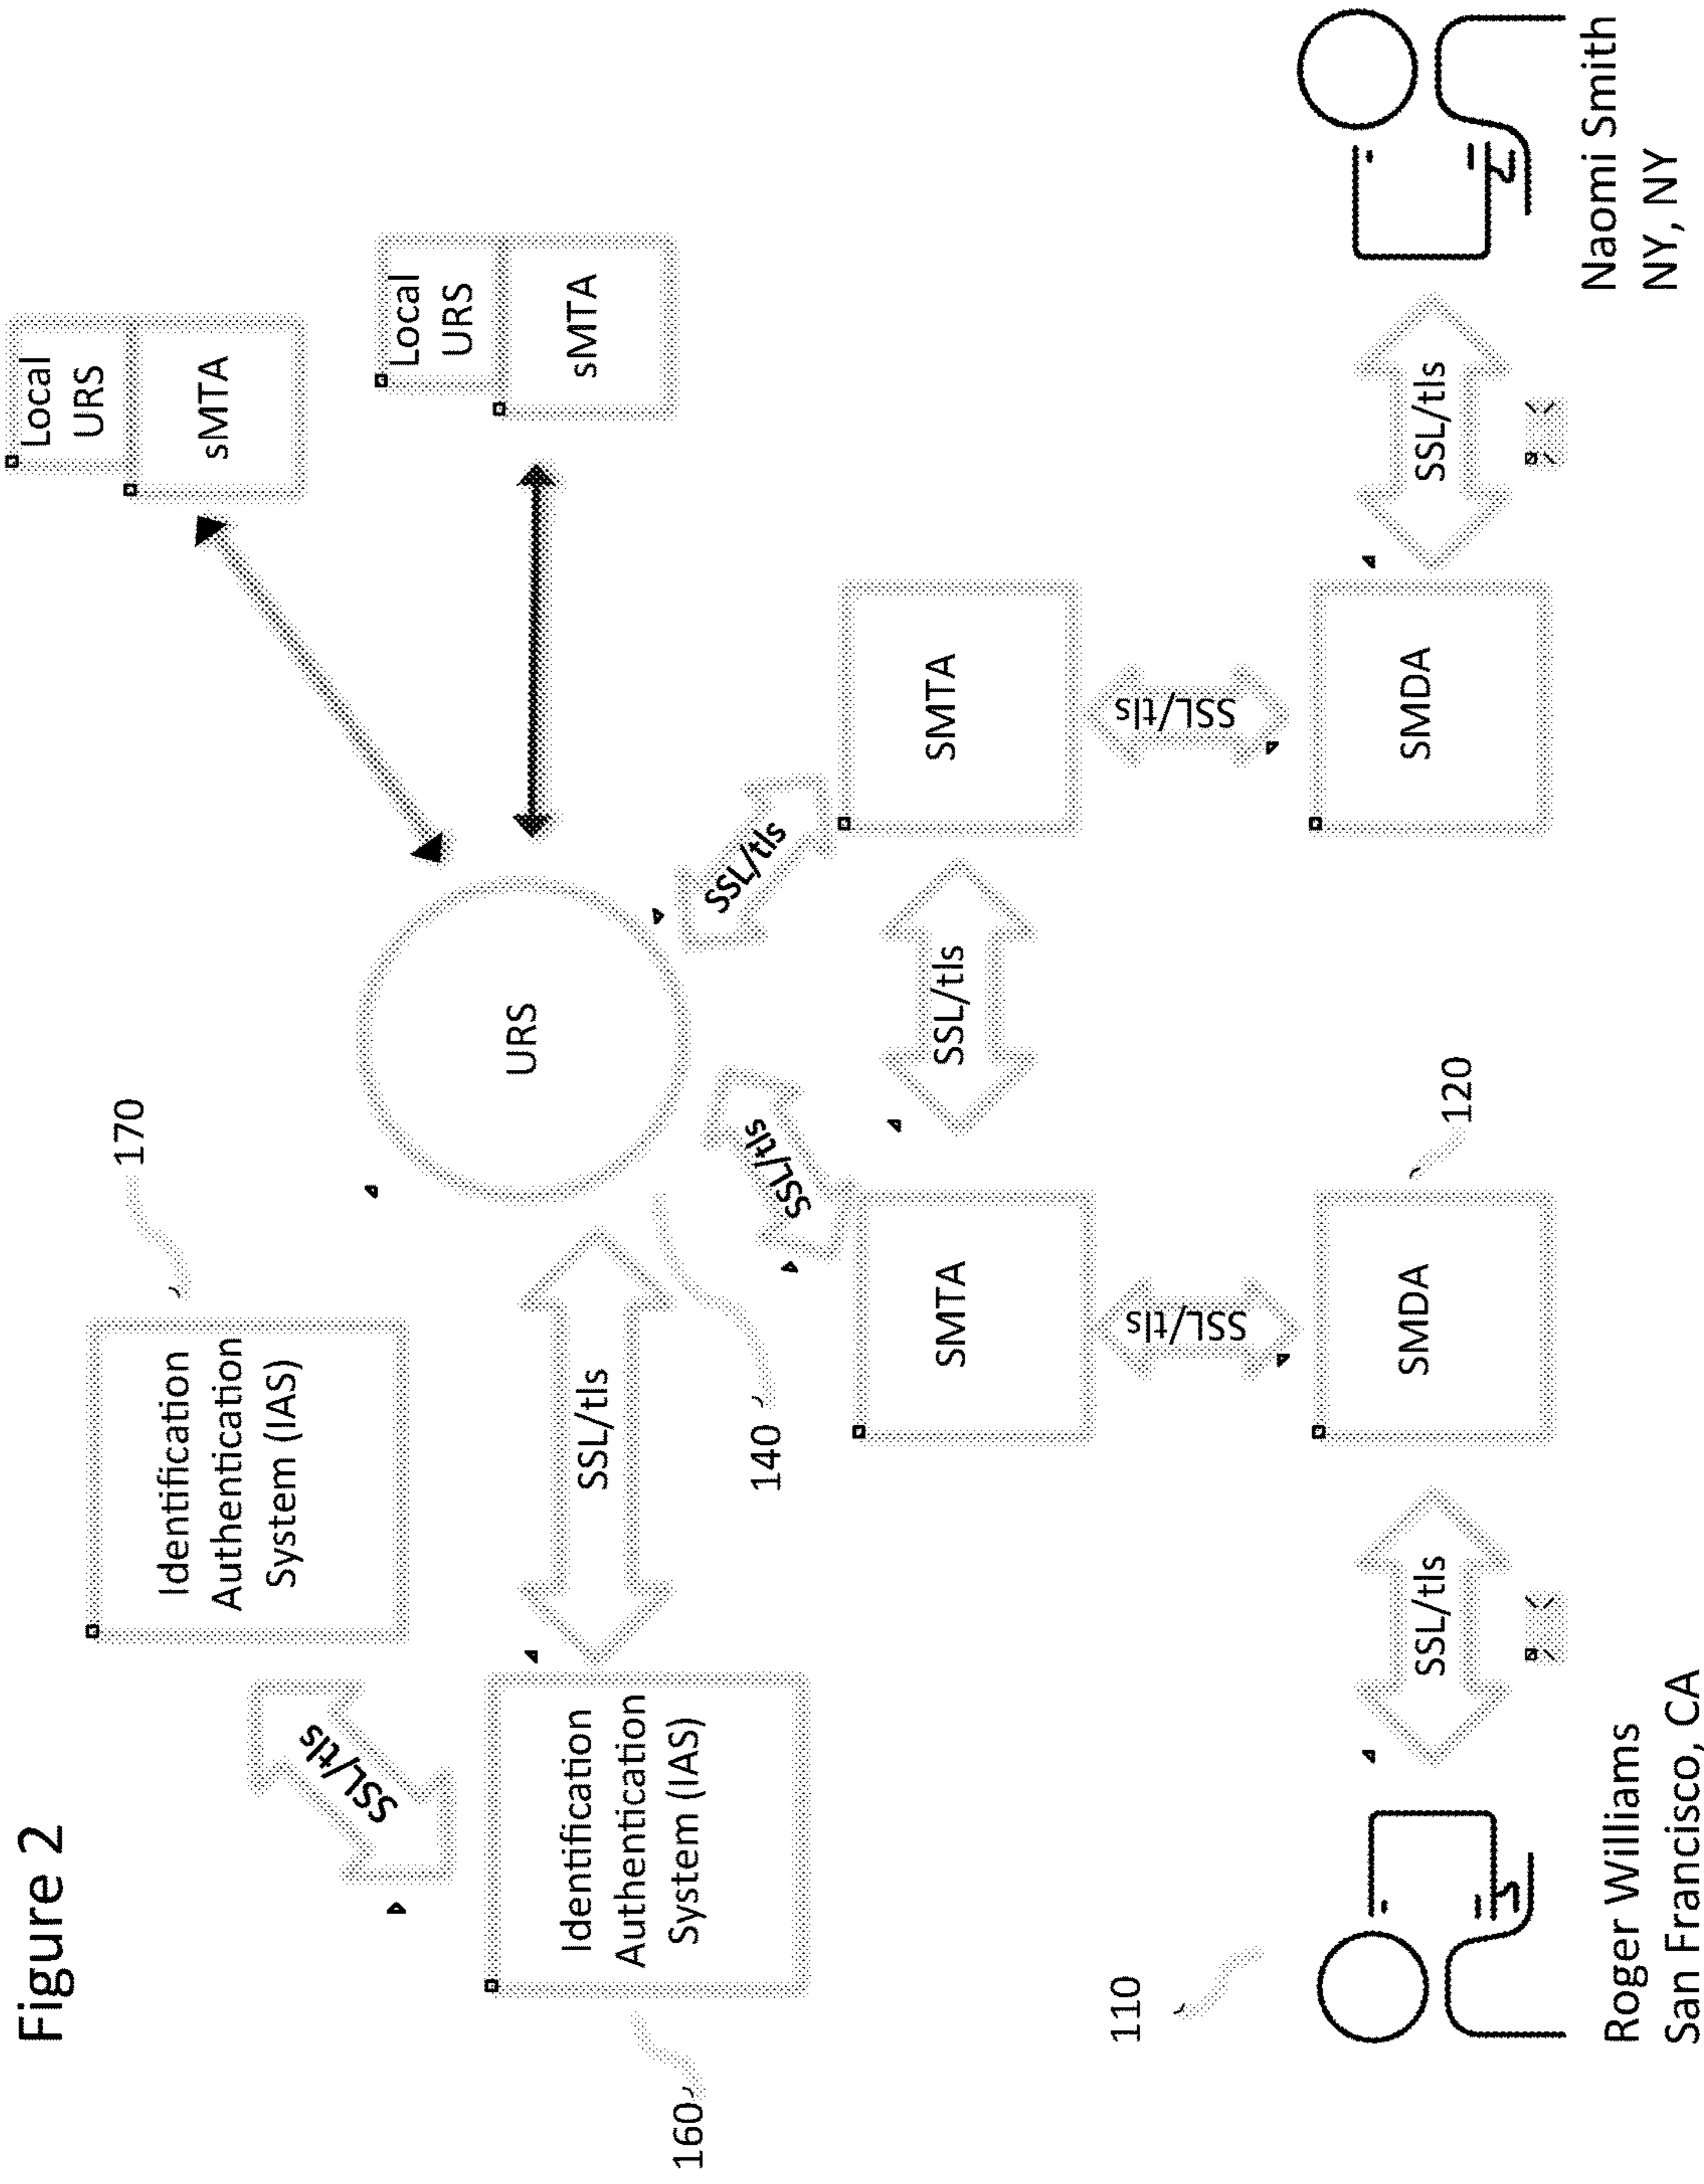 Figure 2
170
Identification
Authentication
System (IAS)
Local
URS
sMTA
SSL/tls
Local
URS
sMTA
160
Identification
Authentication
System (IAS)
SSL/tls
URS
140
SSL/tls
SSL/tls
SMTA
SSL/tls
SMTA
SSL/tls
SSL/tls
110
120
SSL/tls
SMDA
SMDA
SSL/tls
Roger Williams
San Francisco, CA
Naomi Smith
NY, NY